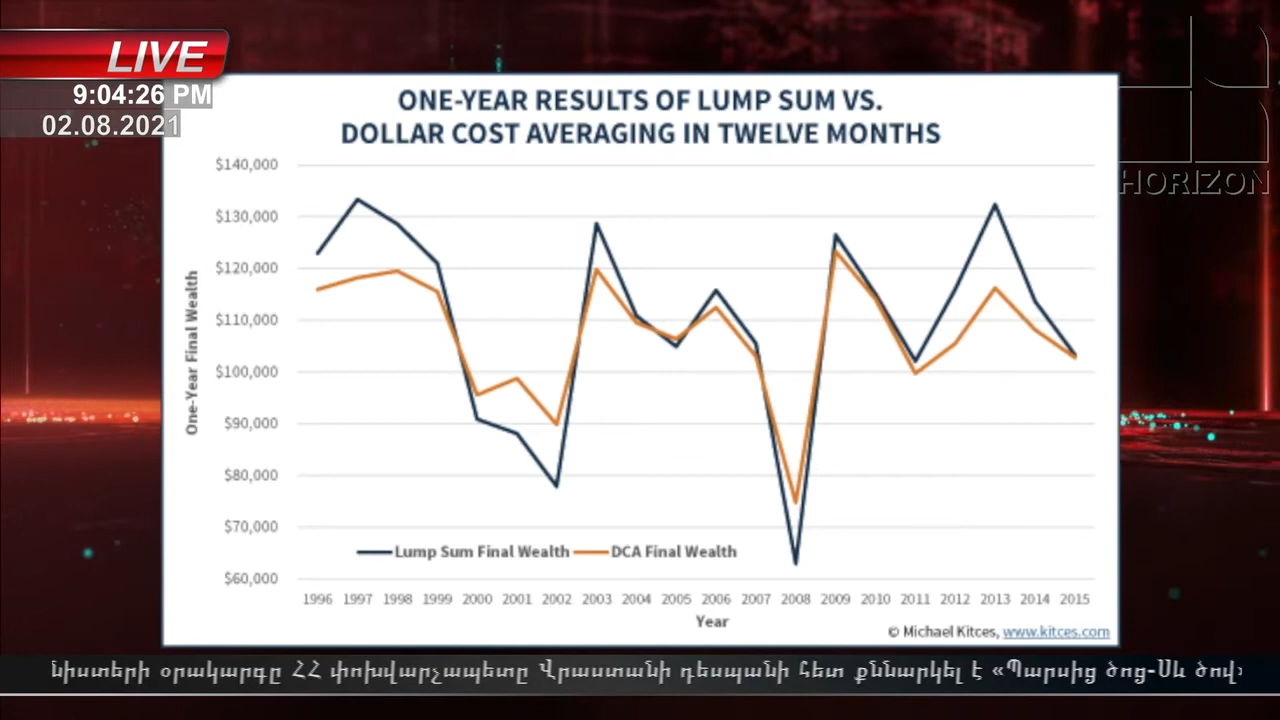 LIVE
9:04:26 PM
02.08.2021
HORIZON
ONE-YEAR RESULTS OF LUMP SUM VS.
DOLLAR COST AVERAGING IN TWELVE MONTHS
One-Year Final Wealth
$140,000
$130,000
$120,000
$110,000
$100,000
$90,000
$80,000
$70,000
$60,000
Lump Sum Final Wealth DCA Final Wealth
1996 1997 1998 1999 2000 2001 2002 2003 2004 2005 2006 2007 2008 2009 2010 2011 2012 2013 2014 2015
Year
© Michael Kitces, www.kitces.com
նիստերի օրակարգը ՀՀ փոխվարչապետը Վրաստանի դեսպանի հետ քննարկել է «Պարսից ծոց-Սև ծով